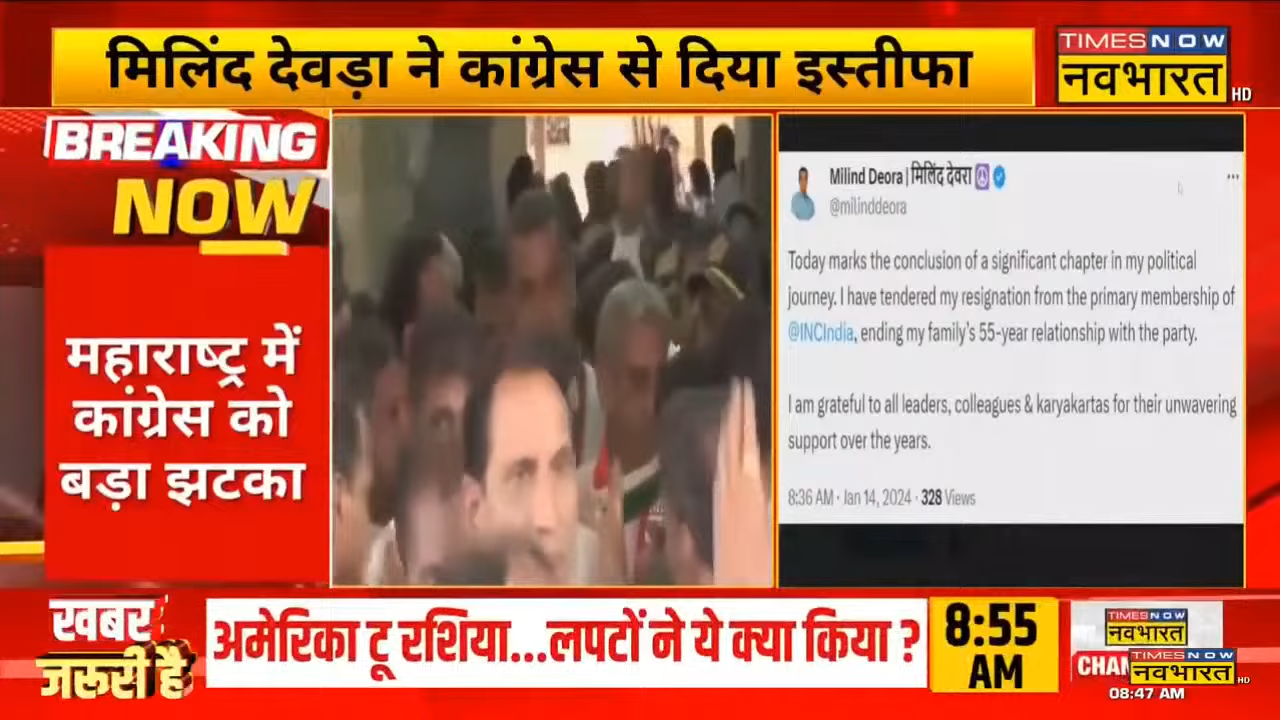 मिलिंद देवड़ा ने कांग्रेस से दिया इस्तीफा
TIMES NOW
नवभारत
HD
BREAKING
NOW
महाराष्ट्र में
कांग्रेस को
बड़ा झटका
Milind Deora | मिलिंद देवरा
@milinddeora
Today marks the conclusion of a significant chapter in my political
journey. I have tendered my resignation from the primary membership of
@INCIndia, ending my family's 55-year relationship with the party.
I am grateful to all leaders, colleagues & karyakartas for their unwavering
support over the years.
8:36 AM · Jan 14, 2024 · 328 Views
खबर
जरूरी है
अमेरिका टू रशिया...लपटों ने ये क्या किया ?
8:55
AM
TIMES NOW
नवभारत
CHAN
TIMES NOW
नवभारत
HD
08:47 AM